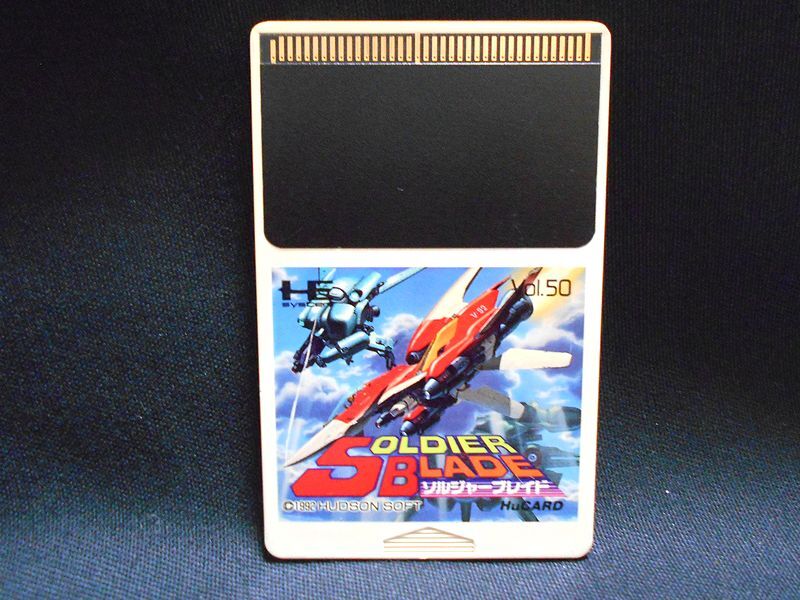 HE
system
Vol.50
V 93
SOLDIER
BLADE
ソルジャーブレイド
©1992 HUDSON SOFT
HuCARD